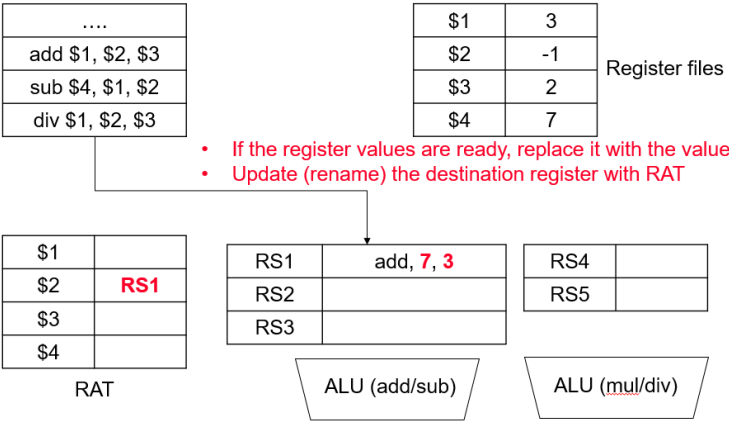 ....
add $1, $2, $3
sub $4, $1, $2
div $1, $2, $3
$1 3
$2 -1
$3 2
$4 7
Register files
• If the register values are ready, replace it with the value
• Update (rename) the destination register with RAT
$1
$2 RS1
$3
$4
RAT
RS1 add, 7, 3
RS2
RS3
ALU (add/sub)
RS4
RS5
ALU (mul/div)